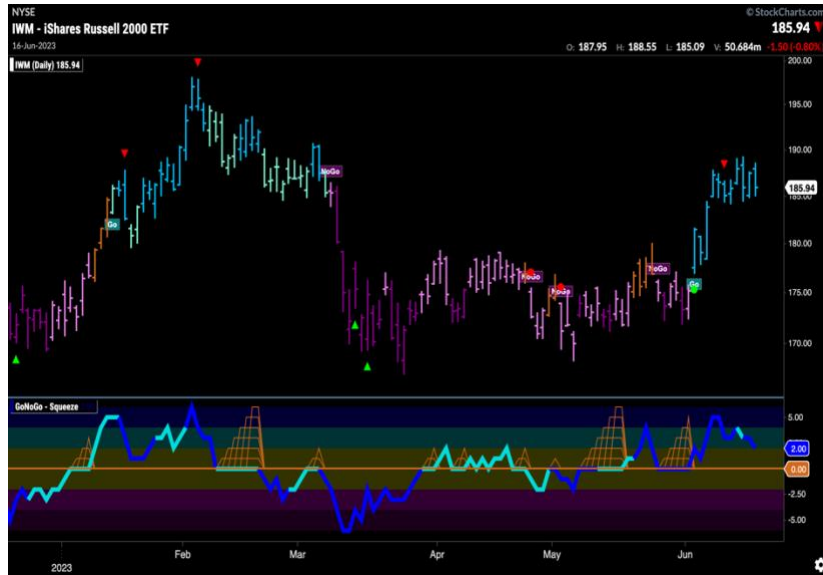 NYSE
© StockCharts.com
IWM - iShares Russell 2000 ETF
185.94
16-Jun-2023
O: 187.95 H: 188.55 L: 185.09 V: 50.684m -1.50 (-0.80%)
IWM (Daily) 185.94
200.00
195.00
190.00
185.94
185.00
180.00
175.00
170.00
Go
NoGo
NoGo
NoGo
NoGo
Go
GoNoGo - Squeeze
5.00
2.00
0.00
-2.50
-5.00
Feb Mar Apr May Jun
2023